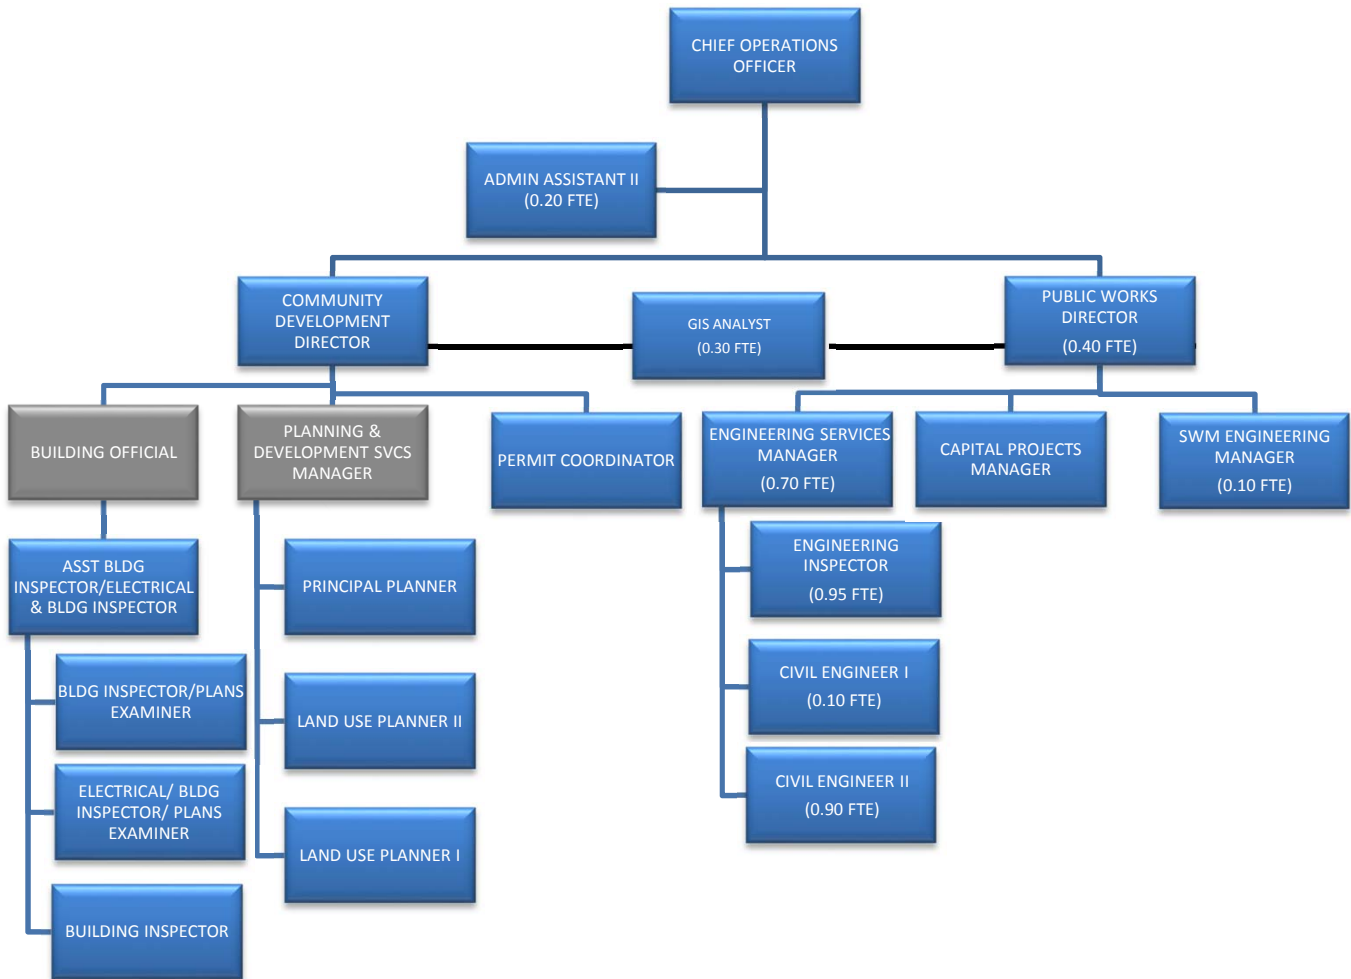 CHIEF OPERATIONS
OFFICER
ADMIN ASSISTANT II
(0.20 FTE)
COMMUNITY
DEVELOPMENT
DIRECTOR
GIS ANALYST
(0.30 FTE)
PUBLIC WORKS
DIRECTOR
(0.40 FTE)
BUILDING OFFICIAL
PLANNING &
DEVELOPMENT SVCS
MANAGER
PERMIT COORDINATOR
ENGINEERING SERVICES
MANAGER
(0.70 FTE)
CAPITAL PROJECTS
MANAGER
SWM ENGINEERING
MANAGER
(0.10 FTE)
ASST BLDG
INSPECTOR/ELECTRICAL
& BLDG INSPECTOR
BLDG INSPECTOR/PLANS
EXAMINER
ELECTRICAL/ BLDG
INSPECTOR/ PLANS
EXAMINER
BUILDING INSPECTOR
PRINCIPAL PLANNER
LAND USE PLANNER II
LAND USE PLANNER I
ENGINEERING
INSPECTOR
(0.95 FTE)
CIVIL ENGINEER I
(0.10 FTE)
CIVIL ENGINEER II
(0.90 FTE)